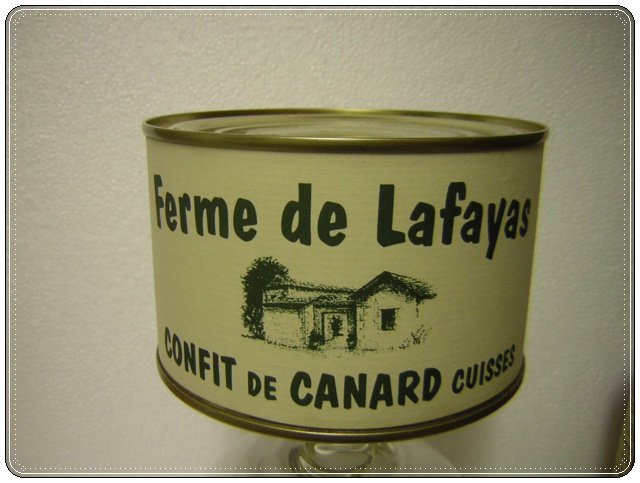 Ferme de Lafayas
CONFIT DE CANARD CUISSES